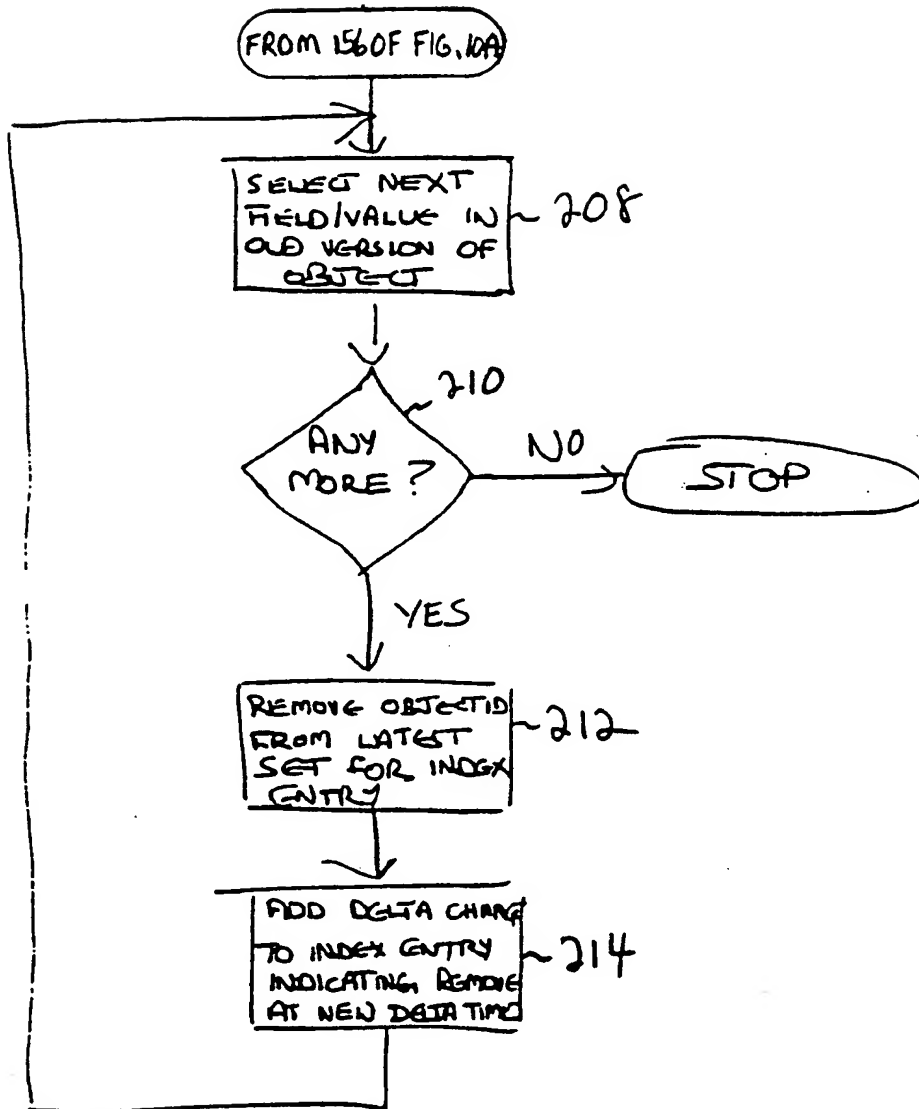 FROM 156 OF FIG. 10A
SELECT NEXT
FIELD/VALUE IN
OLD VERSION OF
OBJECT
208
210
ANY
MORE?
NO
STOP
YES
REMOVE OBJECTID
FROM LATEST
SET FOR INDEX
ENTRY
212
ADD DELTA CHANGE
TO INDEX ENTRY
INDICATING REMOVE
AT NEW DELTA TIME
214